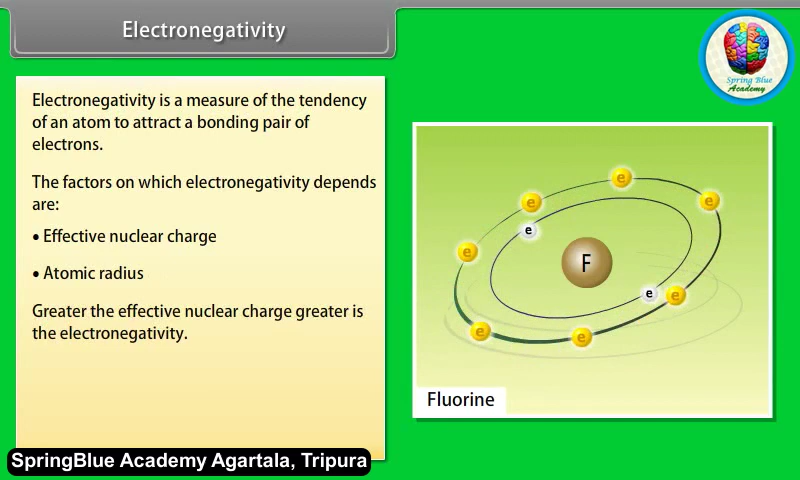 Electronegativity
Spring Blue
Academy
Electronegativity is a measure of the tendency
of an atom to attract a bonding pair of
electrons.
The factors on which electronegativity depends
are:
• Effective nuclear charge
• Atomic radius
Greater the effective nuclear charge greater is
the electronegativity.
e
e
e
e
e
e
F
e
e
e
Fluorine
SpringBlue Academy Agartala, Tripura